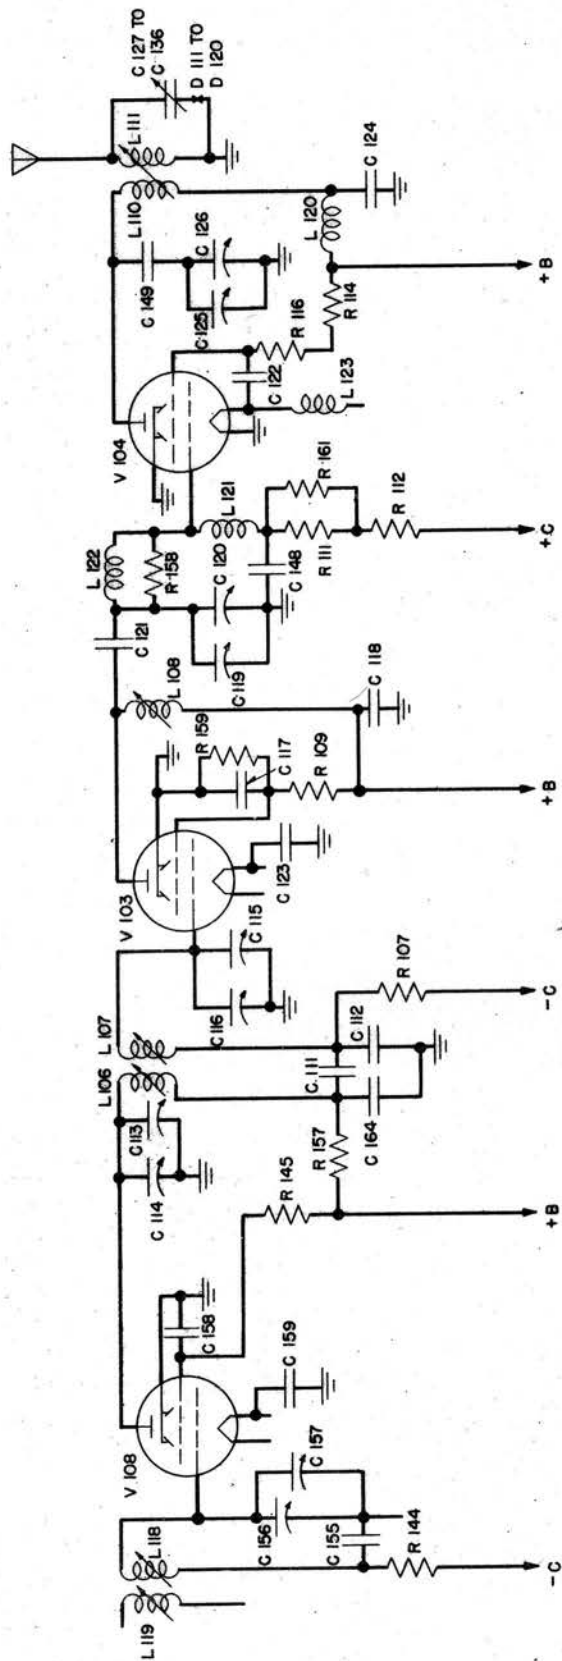 L 119
L 118
V 108
C 156
C 157
C 155
R 144
-C
C 158
C 159
R 145
+B
C 114
C 113
L 106
L 107
R 157
C 164
C 111
C 112
R 107
-C
C 116
C 115
V 103
C 123
R 159
C 117
R 109
+B
L 108
C 118
C 121
L 122
R 158
C 119
C 120
L 121
C 148
R 111
R 161
R 112
+C
V 104
C 122
L 123
R 116
R 114
+B
C 149
C 125
C 126
L 110
L 111
L 120
C 124
C 127 TO
C 136
D 111 TO
D 120